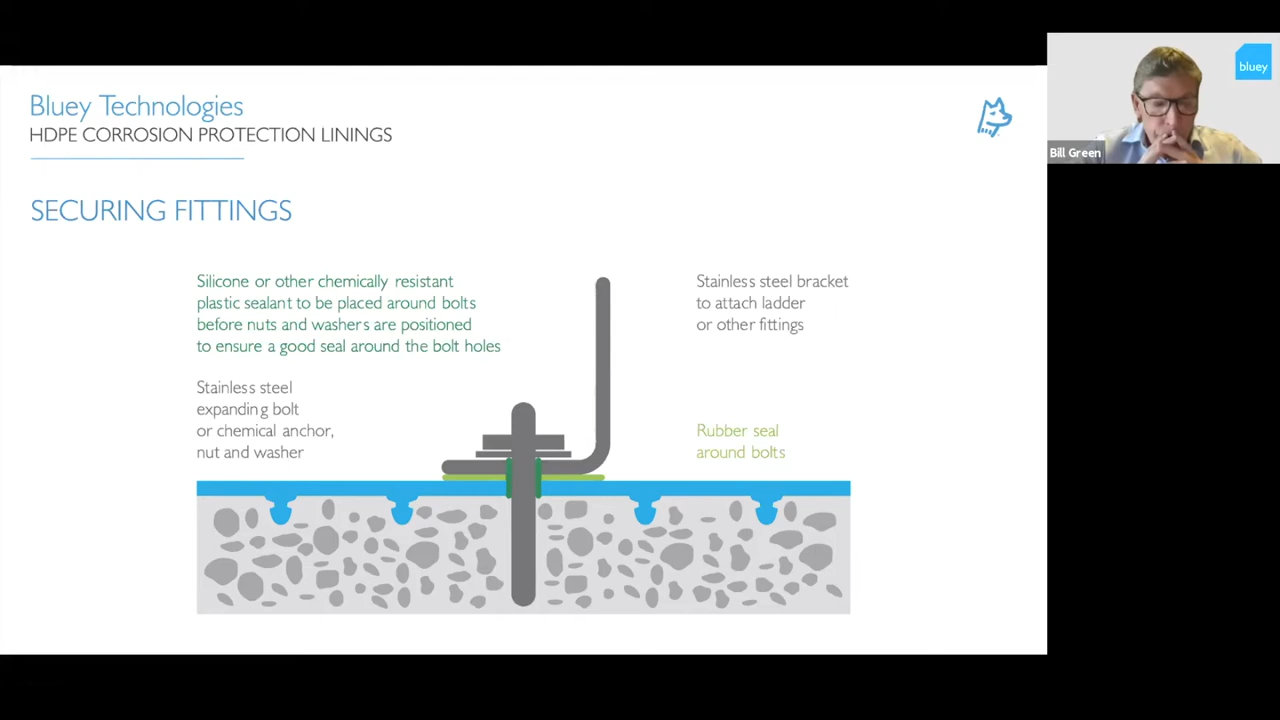 Bluey Technologies
HDPE CORROSION PROTECTION LININGS
SECURING FITTINGS
Silicone or other chemically resistant
plastic sealant to be placed around bolts
before nuts and washers are positioned
to ensure a good seal around the bolt holes
Stainless steel
expanding bolt
or chemical anchor,
nut and washer
Stainless steel bracket
to attach ladder
or other fittings
Rubber seal
around bolts
bluey
Bill Green